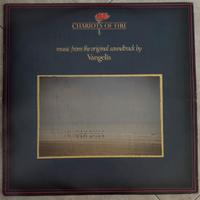 CHARIOTS OF FIRE
music from the original soundtrack by
Vangelis